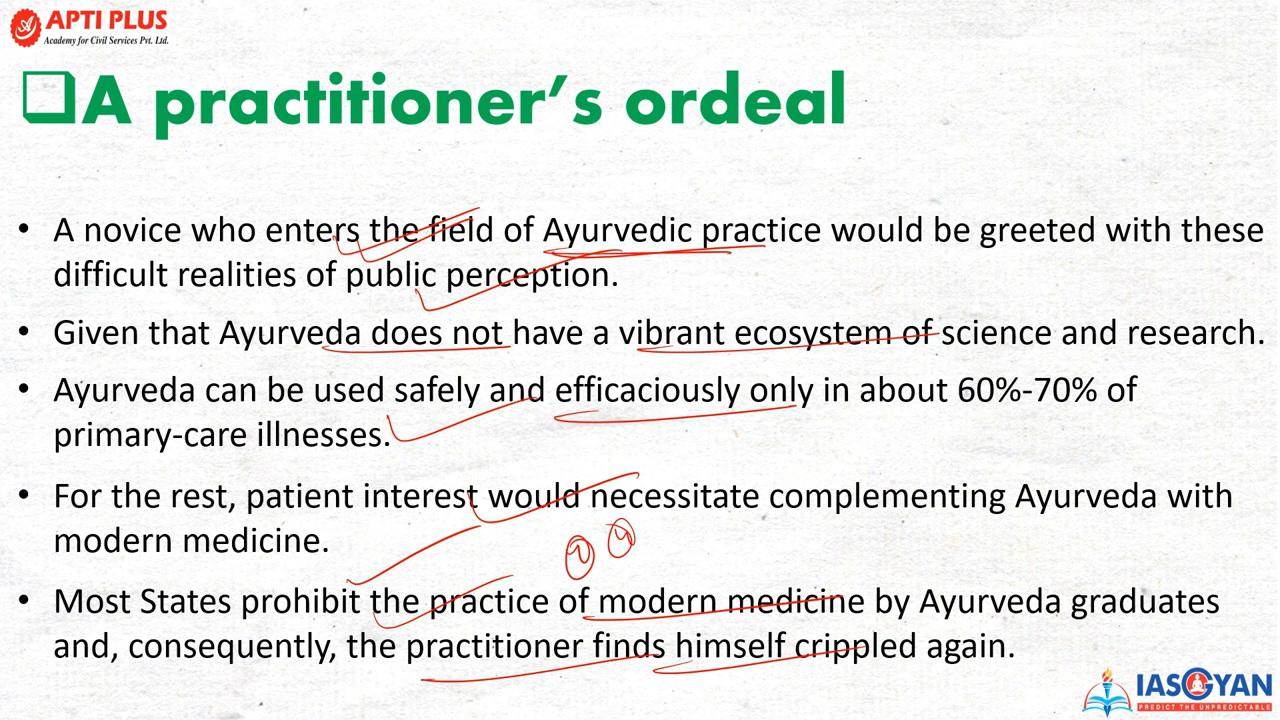 APTI PLUS
Academy for Civil Services Pvt. Ltd.
A practitioner's ordeal
• A novice who enters the field of Ayurvedic practice would be greeted with these
difficult realities of public perception.
• Given that Ayurveda does not have a vibrant ecosystem of science and research.
• Ayurveda can be used safely and efficaciously only in about 60%-70% of
primary-care illnesses.
• For the rest, patient interest would necessitate complementing Ayurveda with
modern medicine.
• Most States prohibit the practice of modern medicine by Ayurveda graduates
and, consequently, the practitioner finds himself crippled again.
IASGYAN
PREDICT THE UNPREDICTABLE